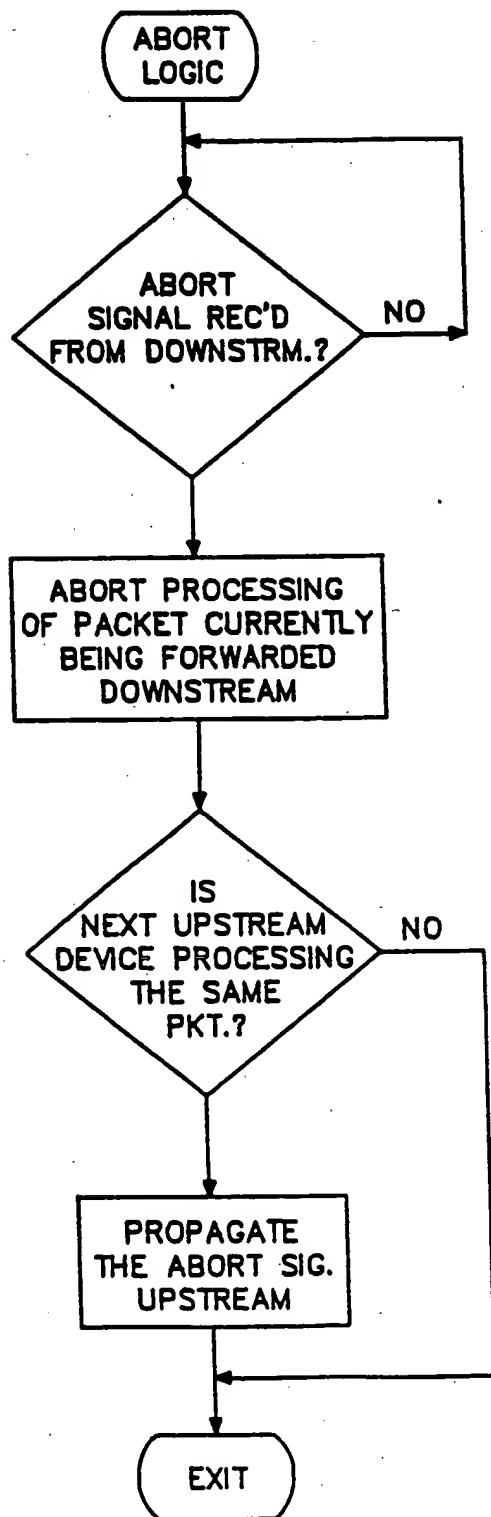 ABORT
LOGIC
ABORT
SIGNAL REC'D
FROM DOWNSTRM.?
NO
ABORT PROCESSING
OF PACKET CURRENTLY
BEING FORWARDED
DOWNSTREAM
IS
NEXT UPSTREAM
DEVICE PROCESSING
THE SAME
PKT.?
NO
PROPAGATE
THE ABORT SIG.
UPSTREAM
EXIT